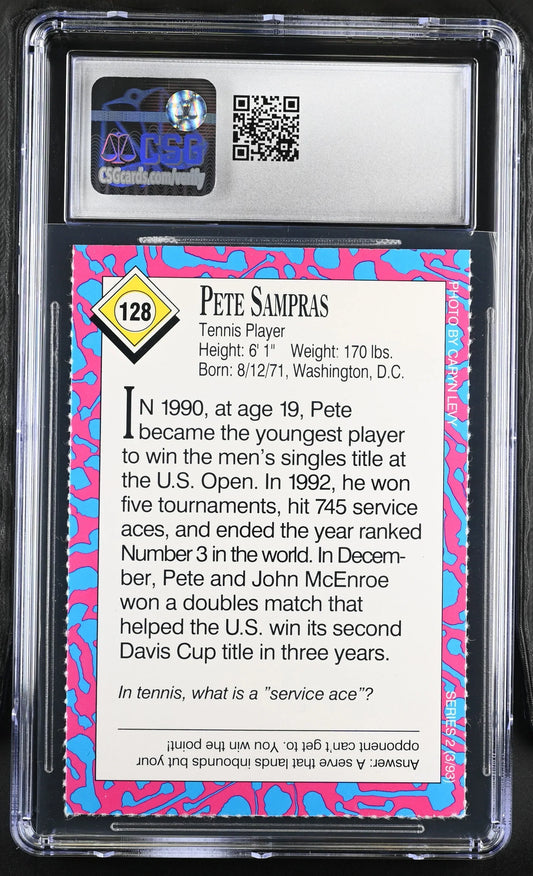 CSG
CSGcards.com/verify
128
PETE SAMPRAS
Tennis Player
Height: 6' 1" Weight: 170 lbs.
Born: 8/12/71, Washington, D.C.
IN 1990, at age 19, Pete
became the youngest player
to win the men's singles title at
the U.S. Open. In 1992, he won
five tournaments, hit 745 service
aces, and ended the year ranked
Number 3 in the world. In Decem-
ber, Pete and John McEnroe
won a doubles match that
helped the U.S. win its second
Davis Cup title in three years.
In tennis, what is a "service ace"?
Answer: A serve that lands inbounds but your
opponent can't get to. You win the point!
PHOTO BY CARYN LEVY
SERIES 2 (3/93)